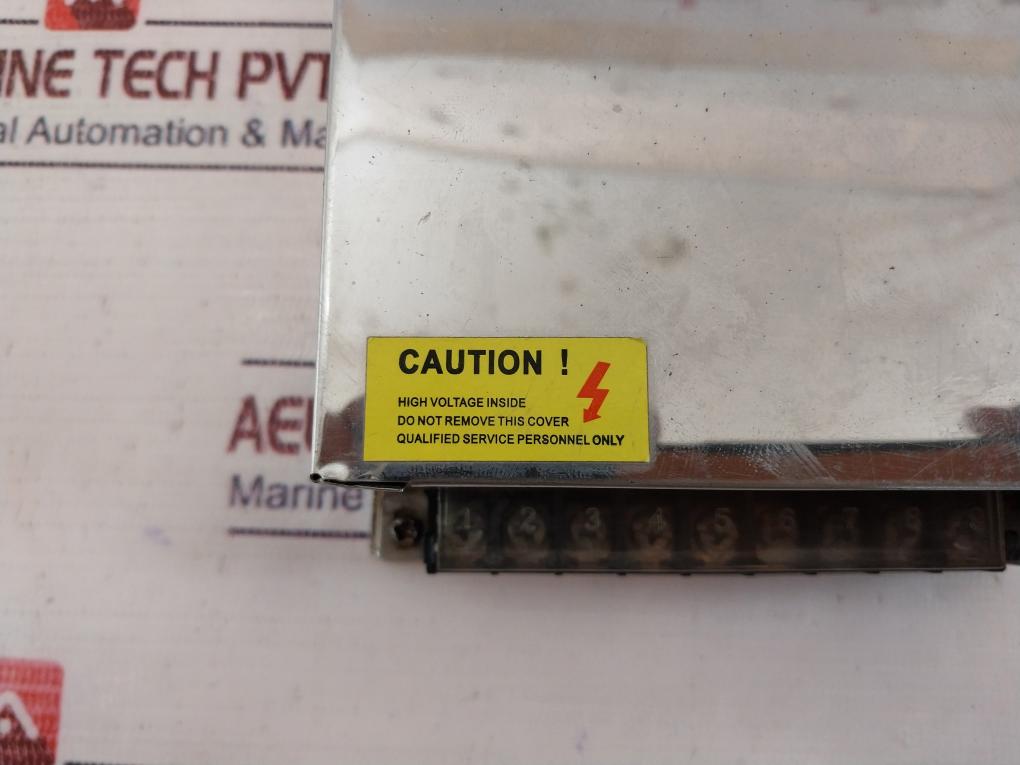 INE TECH PVT
al Automation & Ma
CAUTION !
HIGH VOLTAGE INSIDE
DO NOT REMOVE THIS COVER
QUALIFIED SERVICE PERSONNEL ONLY
AEU
Marine
1 2 3 4 5 6 7 8 9